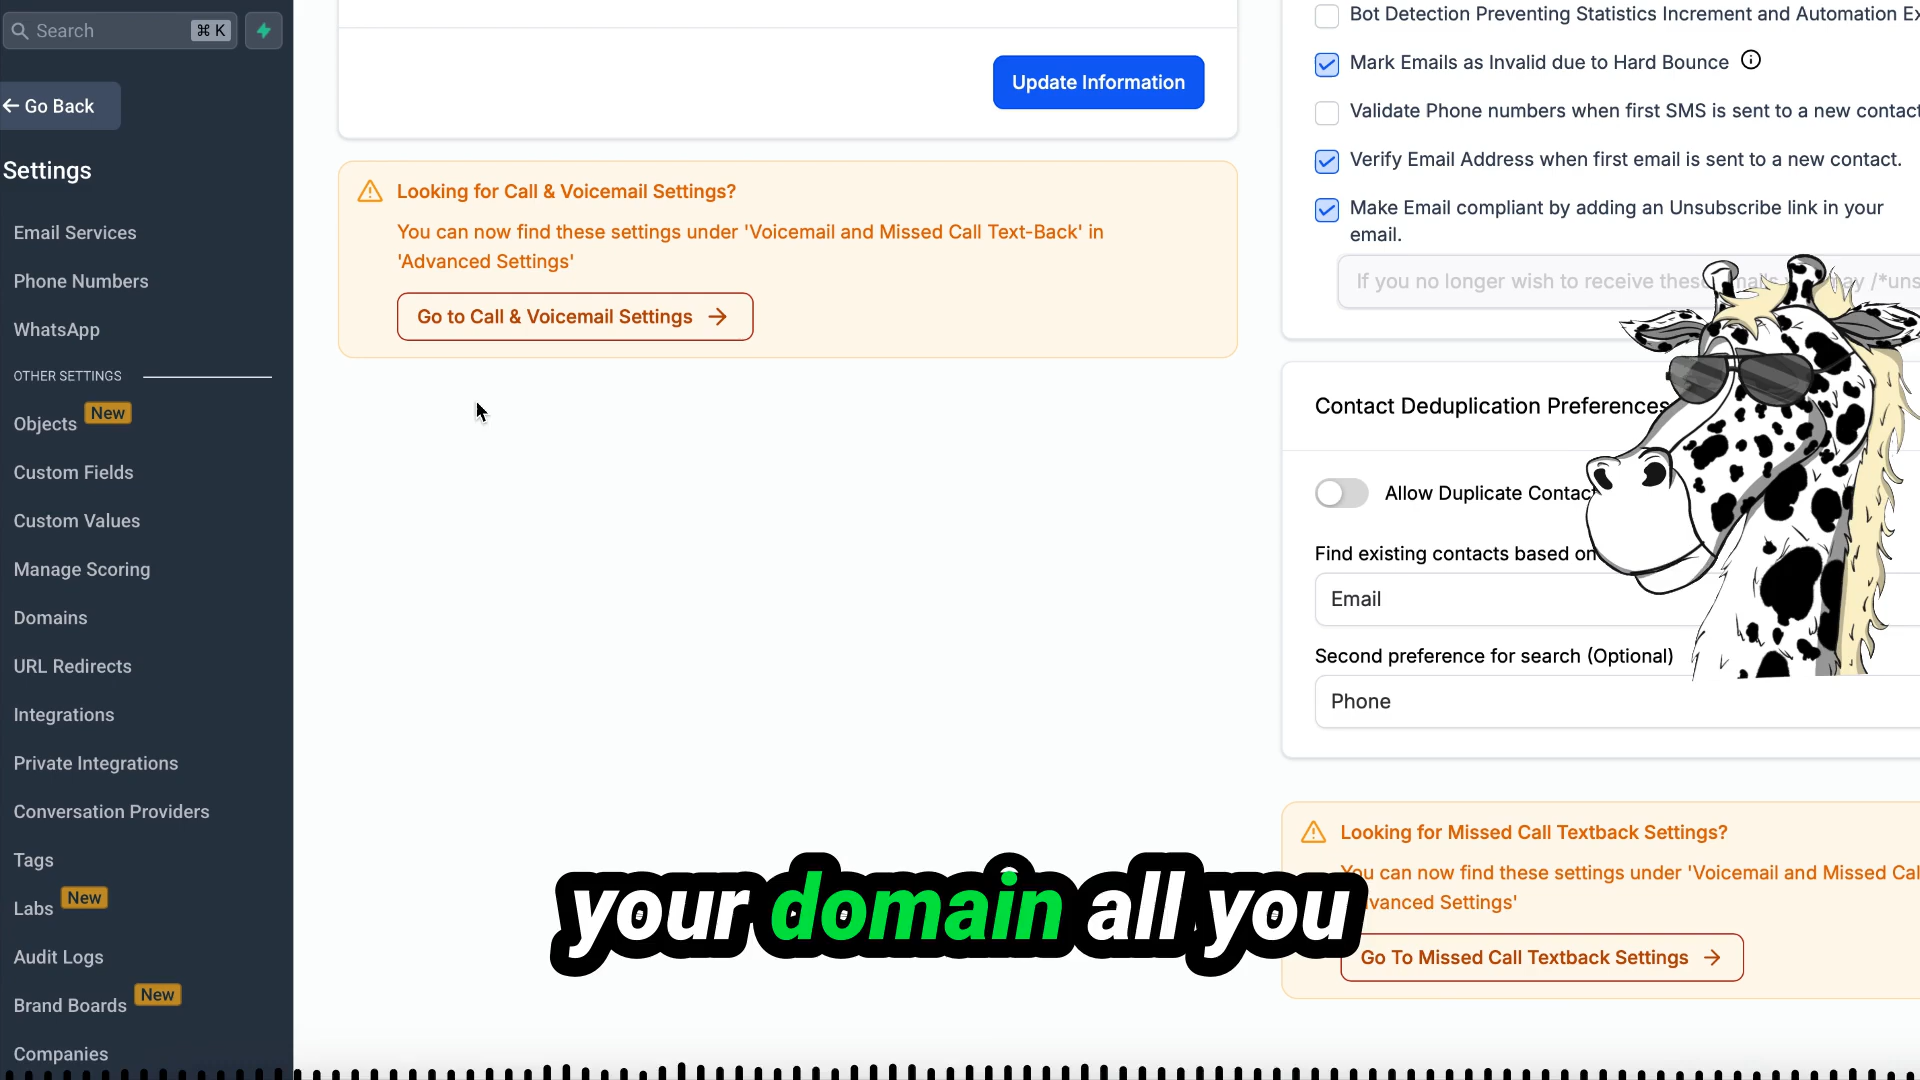 Search
⌘ K
Go Back
Settings
Email Services
Phone Numbers
WhatsApp
OTHER SETTINGS
Objects New
Custom Fields
Custom Values
Manage Scoring
Domains
URL Redirects
Integrations
Private Integrations
Conversation Providers
Tags
Labs New
Audit Logs
Brand Boards New
Companies
Update Information
Looking for Call & Voicemail Settings?
You can now find these settings under 'Voicemail and Missed Call Text-Back' in
'Advanced Settings'
Go to Call & Voicemail Settings
Bot Detection Preventing Statistics Increment and Automation
Mark Emails as Invalid due to Hard Bounce
Validate Phone numbers when first SMS is sent to a new contact
Verify Email Address when first email is sent to a new contact.
Make Email compliant by adding an Unsubscribe link in your
email.
If you no longer wish to receive these
Contact Deduplication Preferences
Allow Duplicate Contact
Find existing contacts based on
Email
Second preference for search (Optional)
Phone
Looking for Missed Call Textback Settings?
You can now find these settings under 'Voicemail and Missed
Settings'
Go To Missed Call Textback Settings
your domain all you